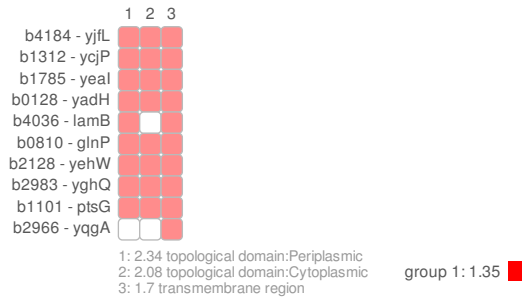 1 2 3
b4184 - yjfL
b1312 - ycjP
b1785 - yeaI
b0128 - yadH
b4036 - lamB
b0810 - glnP
b2128 - yehW
b2983 - yghQ
b1101 - ptsG
b2966 - yqgA
1: 2.34 topological domain:Periplasmic
2: 2.08 topological domain:Cytoplasmic
3: 1.7 transmembrane region
group 1: 1.35